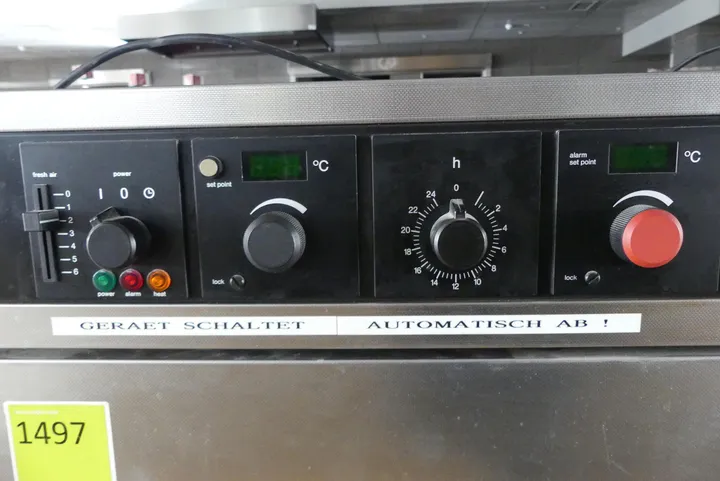 fresh air
0
1
2
3
4
5
6
power
I 0
power alarm heat
set point
°C
lock
h
0
2
4
6
8
10
12
14
16
18
20
22
24
alarm
set point
°C
lock
GERAET SCHALTET AUTOMATISCH AB !
1497